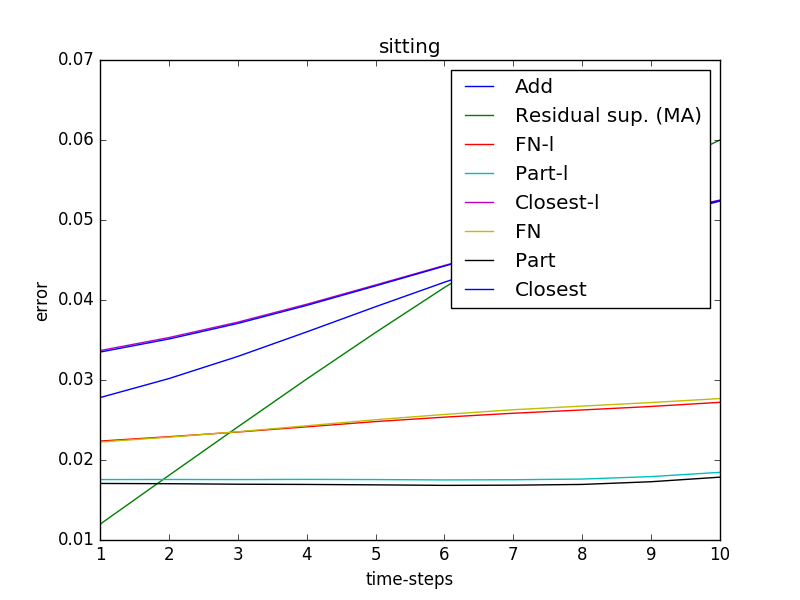 sitting
0.07
0.06
0.05
0.04
0.03
0.02
0.01
error
Add
Residual sup. (MA)
FN-l
Part-l
Closest-l
FN
Part
Closest
1 2 3 4 5 6 7 8 9 10
time-steps